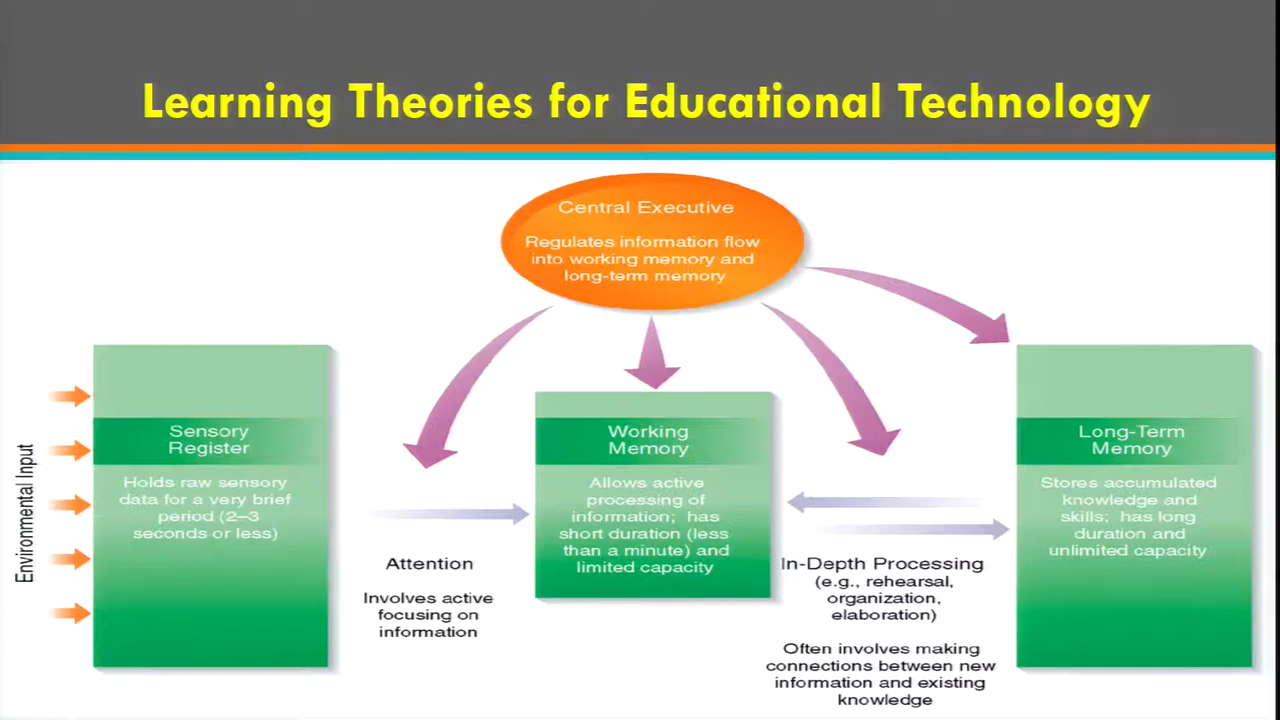 Learning Theories for Educational Technology
Central Executive
Regulates information flow
into working memory and
long-term memory
Environmental Input
Sensory
Register
Holds raw sensory
data for a very brief
period (2–3
seconds or less)
Attention
Involves active
focusing on
information
Working
Memory
Allows active
processing of
information; has
short duration (less
than a minute) and
limited capacity
In-Depth Processing
(e.g., rehearsal,
organization,
elaboration)
Often involves making
connections between new
information and existing
knowledge
Long-Term
Memory
Stores accumulated
knowledge and
skills; has long
duration and
unlimited capacity